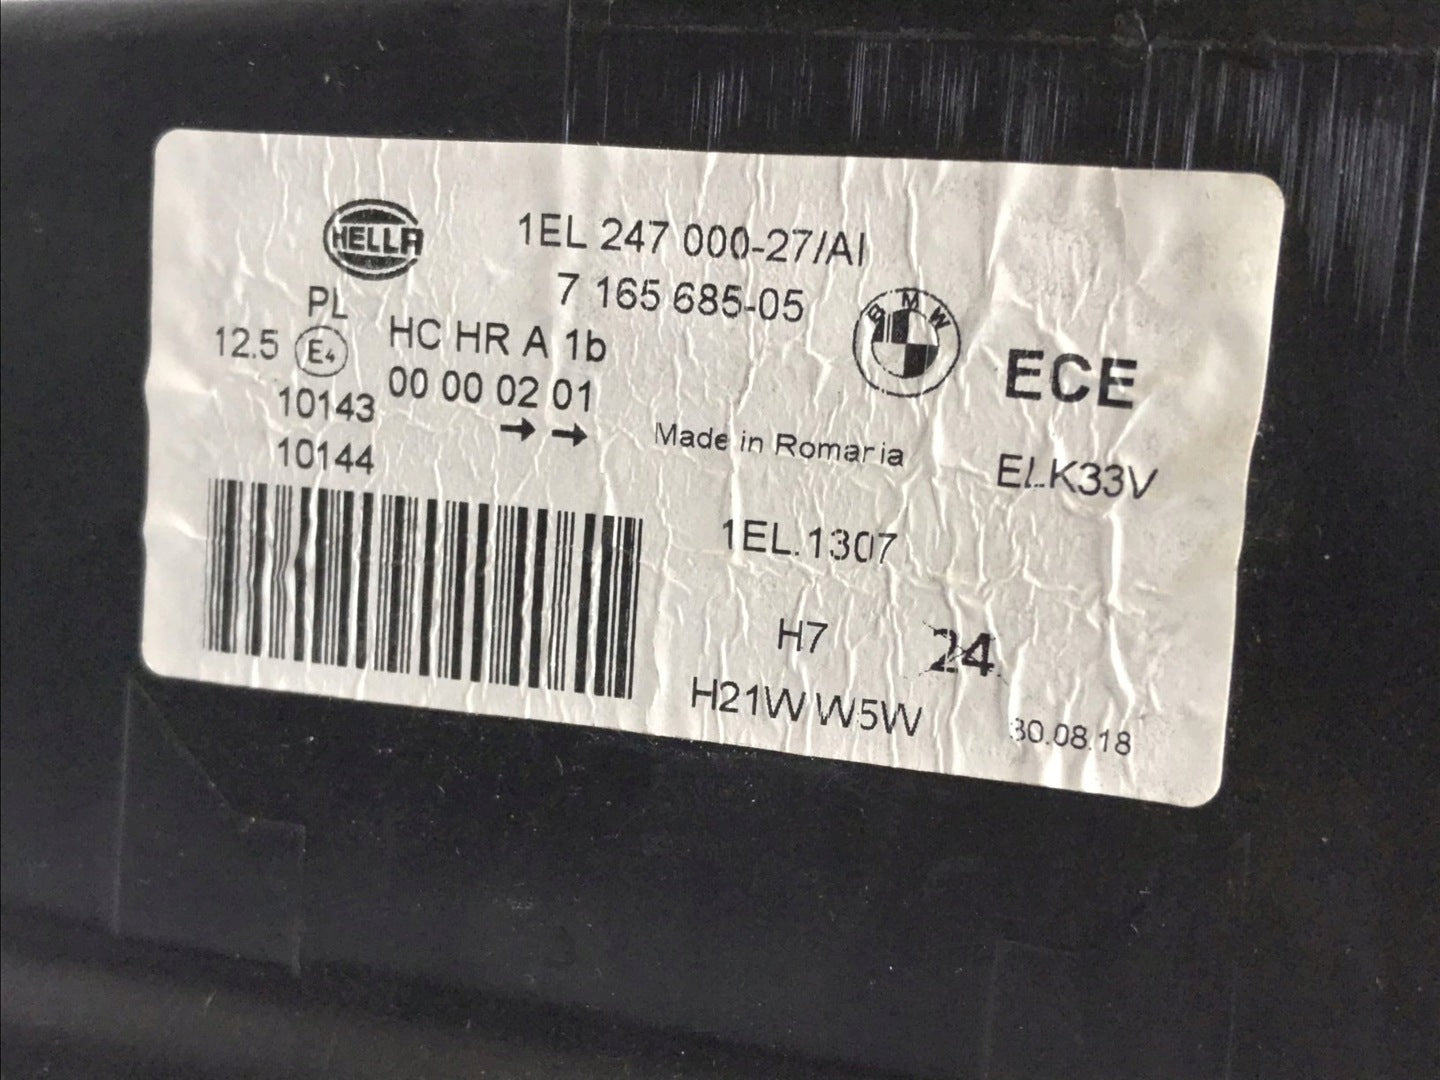 HELLA
1EL 247 000-27/AI
7 165 685-05
BMW
PL
12.5 E4 HC HR A 1b
00 00 02 01
10143
10144
→ →
ECE
Made in Romaria
ELK33V
1EL.1307
H7 24
H21W W5W
30.08.18